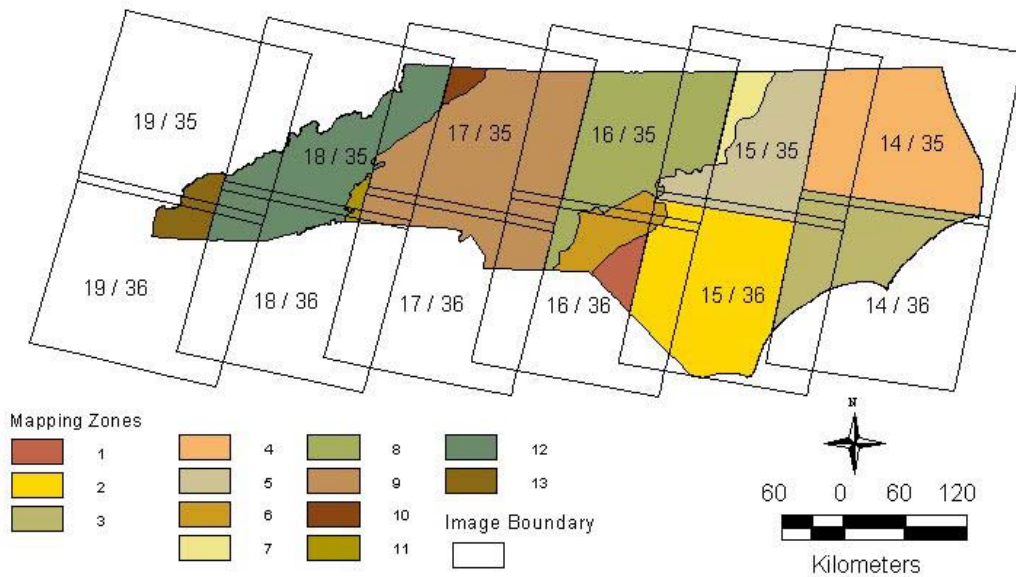 19 / 35
18 / 35
17 / 35
16 / 35
15 / 35
14 / 35
19 / 36
18 / 36
17 / 36
16 / 36
15 / 36
14 / 36
Mapping Zones
1
2
3
4
5
6
7
8
9
10
11
12
13
Image Boundary
N
60 0 60 120
Kilometers